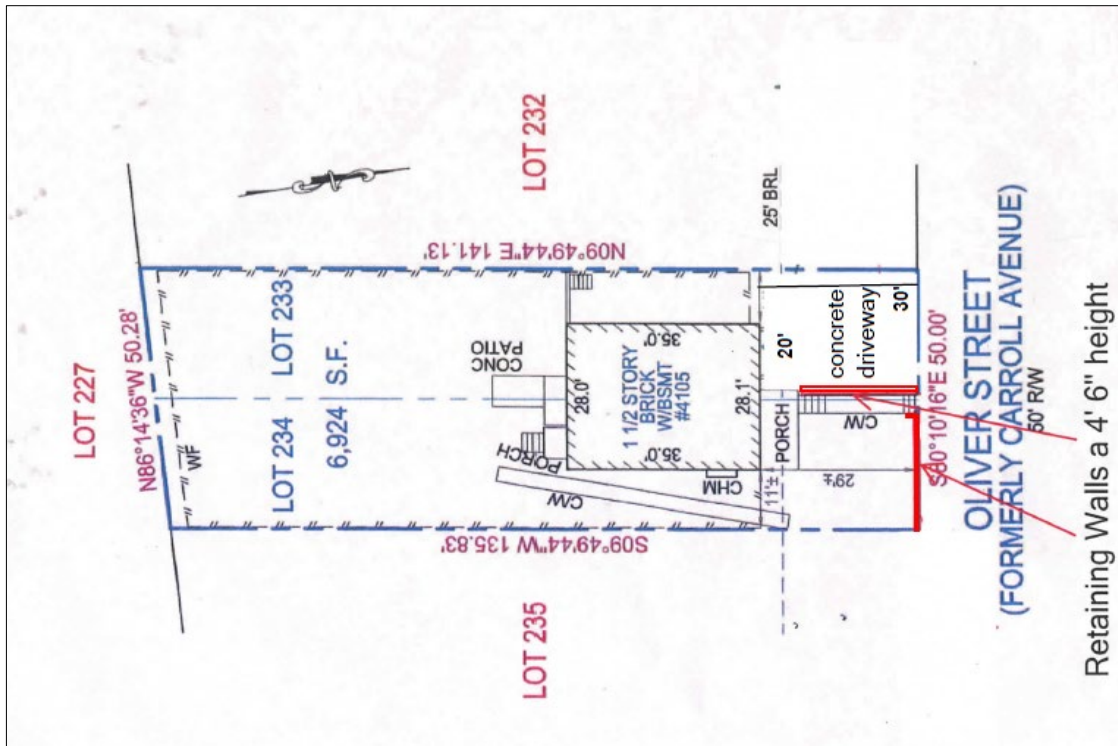 LOT 227
N86°14'36"W 50.28'
WF
LOT 234
LOT 233
6,924 S.F.
LOT 232
N09°49'44"E 141.13'
S09°49'44"W 135.83'
LOT 235
CONC
PATIO
PORCH
C/W
28.0'
35.0'
1 1/2 STORY
BRICK
W/BSMT
#4105
35.0'
28.1'
CHM
25' BRL
11'±
PORCH
20'
concrete
driveway
30'
C/W
29'±
S80°10'16"E 50.00'
OLIVER STREET
(FORMERLY CARROLL AVENUE)
50' R/W
Retaining Walls a 4' 6" height